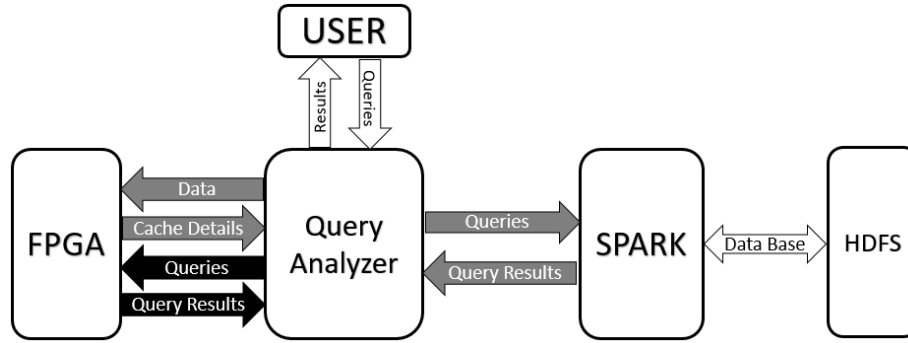 USER
Results
Queries
FPGA
Data
Cache Details
Queries
Query Results
Query
Analyzer
Queries
Query Results
SPARK
Data Base
HDFS